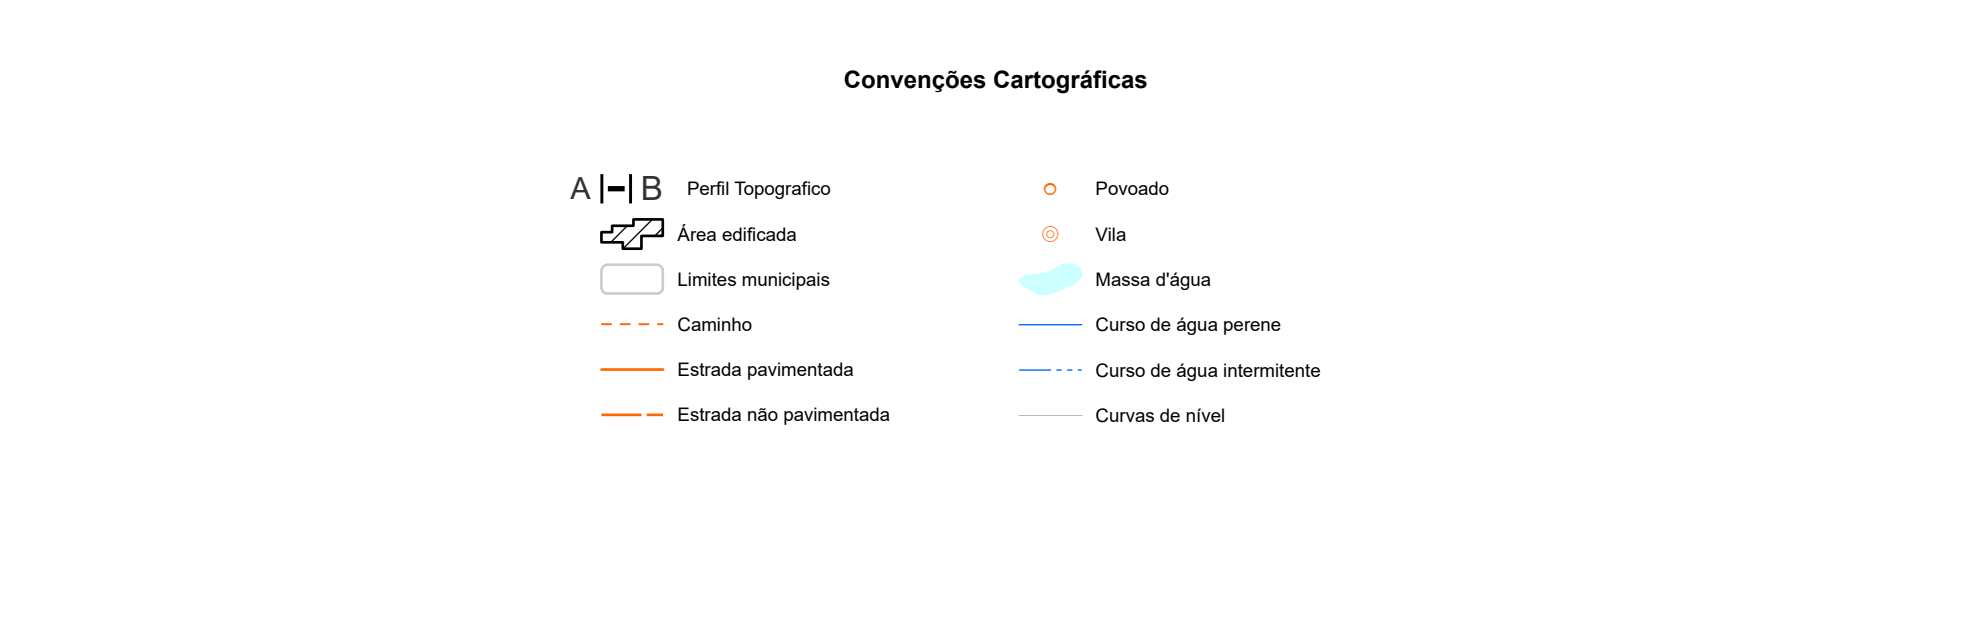 Convenções Cartográficas
A B Perfil Topografico
Área edificada
Limites municipais
Caminho
Estrada pavimentada
Estrada não pavimentada
Povoado
Vila
Massa d'água
Curso de água perene
Curso de água intermitente
Curvas de nível